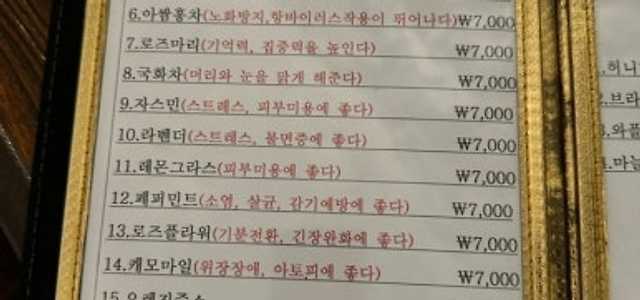 6.아쌈홍차(노화방지,항바이러스작용이 뛰어나다)₩7,000
7.로즈마리(기억력, 집중력을 높인다) ₩7,000
8.국화차(머리와 눈을 맑게 해준다) ₩7,000
9.자스민(스트레스, 피부미용에 좋다) ₩7,000
10.라벤더(스트레스, 불면증에 좋다) ₩7,000
11.레몬그라스(피부미용에 좋다) ₩7,000
12.페퍼민트(소염, 살균, 감기예방에 좋다) ₩7,000
13.로즈플라워(기분전환, 긴장완화에 좋다) ₩7,000
14.캐모마일(위장장애, 아토피에 좋다) ₩7,000
.허니
.브라
.와플
.마늘